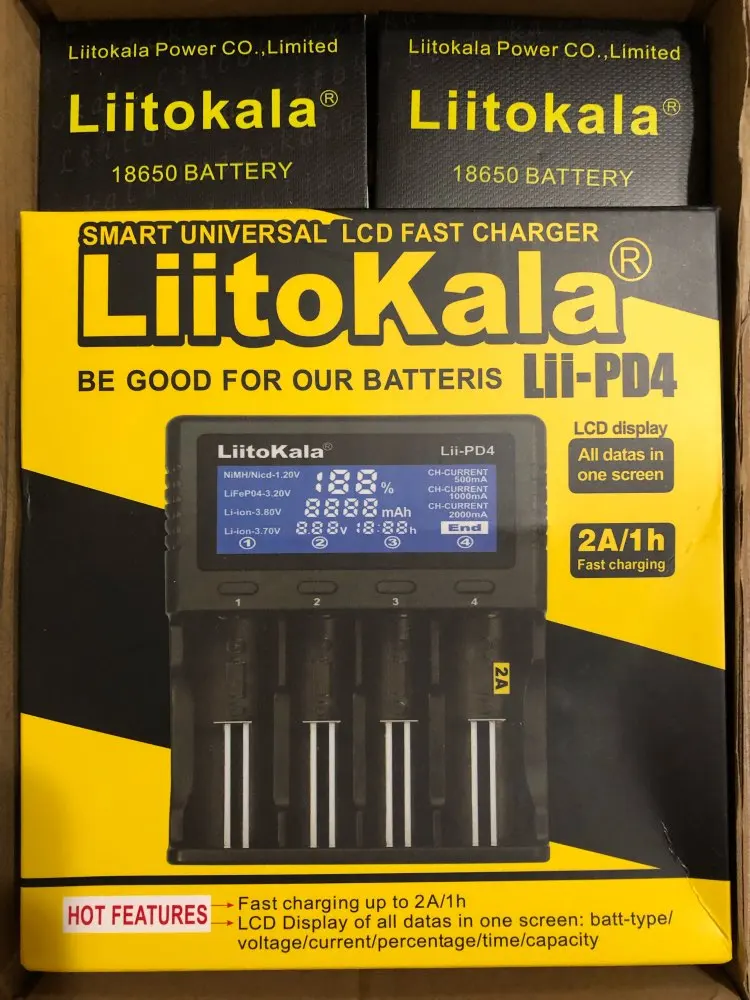 Liitokala Power CO.,Limited
Liitokala®
18650 BATTERY
Liitokala Power CO.,Limited
Liitokala®
18650 BATTERY
SMART UNIVERSAL LCD FAST CHARGER
LiitoKala®
BE GOOD FOR OUR BATTERIS Lii-PD4
LCD display
All datas in
one screen
2A/1h
Fast charging
LiitoKala® Lii-PD4
NiMH/Nicd-1.20V
LiFePO4-3.20V
Li-ion-3.80V
Li-ion-3.70V
188%
8888mAh
8.88V 18:88h
CH-CURRENT
500mA
CH-CURRENT
1000mA
CH-CURRENT
2000mA
End
① ② ③ ④
1 2 3 4
2A
HOT FEATURES
Fast charging up to 2A/1h
LCD Display of all datas in one screen: batt-type/
voltage/current/percentage/time/capacity